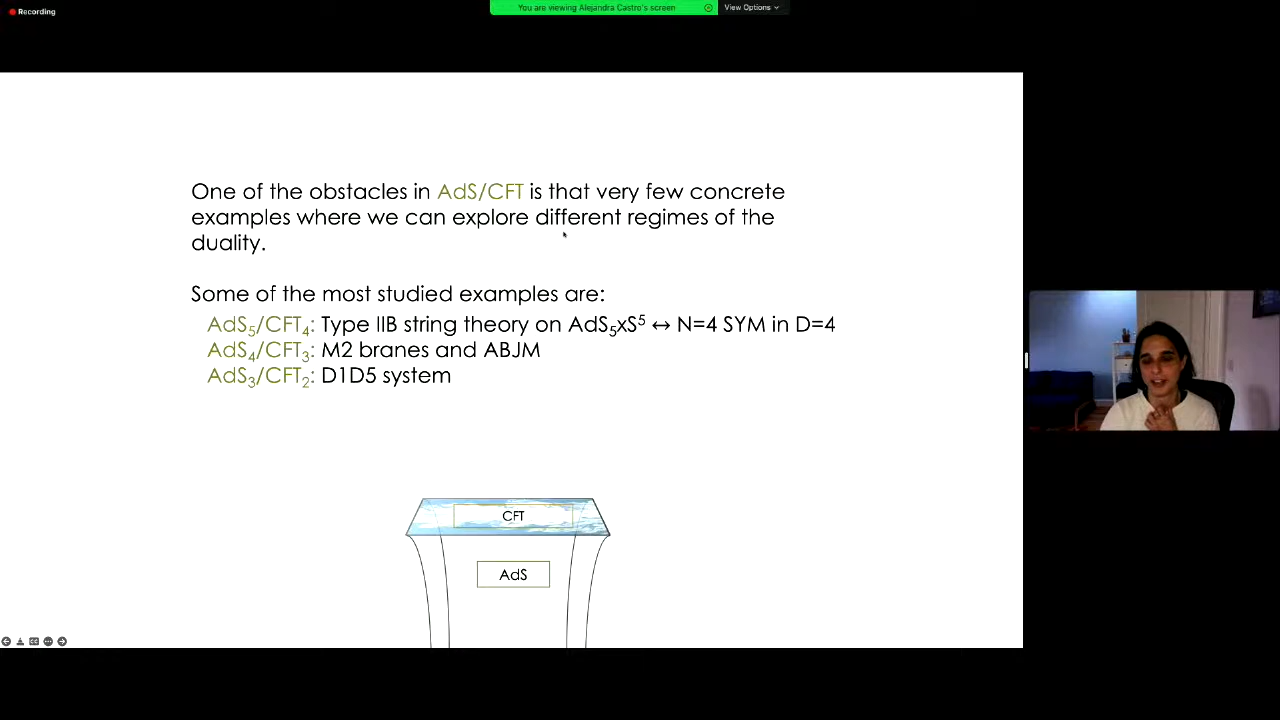 Recording
You are viewing Alejandra Castro's screen
View Options
One of the obstacles in AdS/CFT is that very few concrete
examples where we can explore different regimes of the
duality.
Some of the most studied examples are:
AdS₅/CFT₄: Type IIB string theory on AdS₅xS⁵ ↔ N=4 SYM in D=4
AdS₄/CFT₃: M2 branes and ABJM
AdS₃/CFT₂: D1D5 system
CFT
AdS